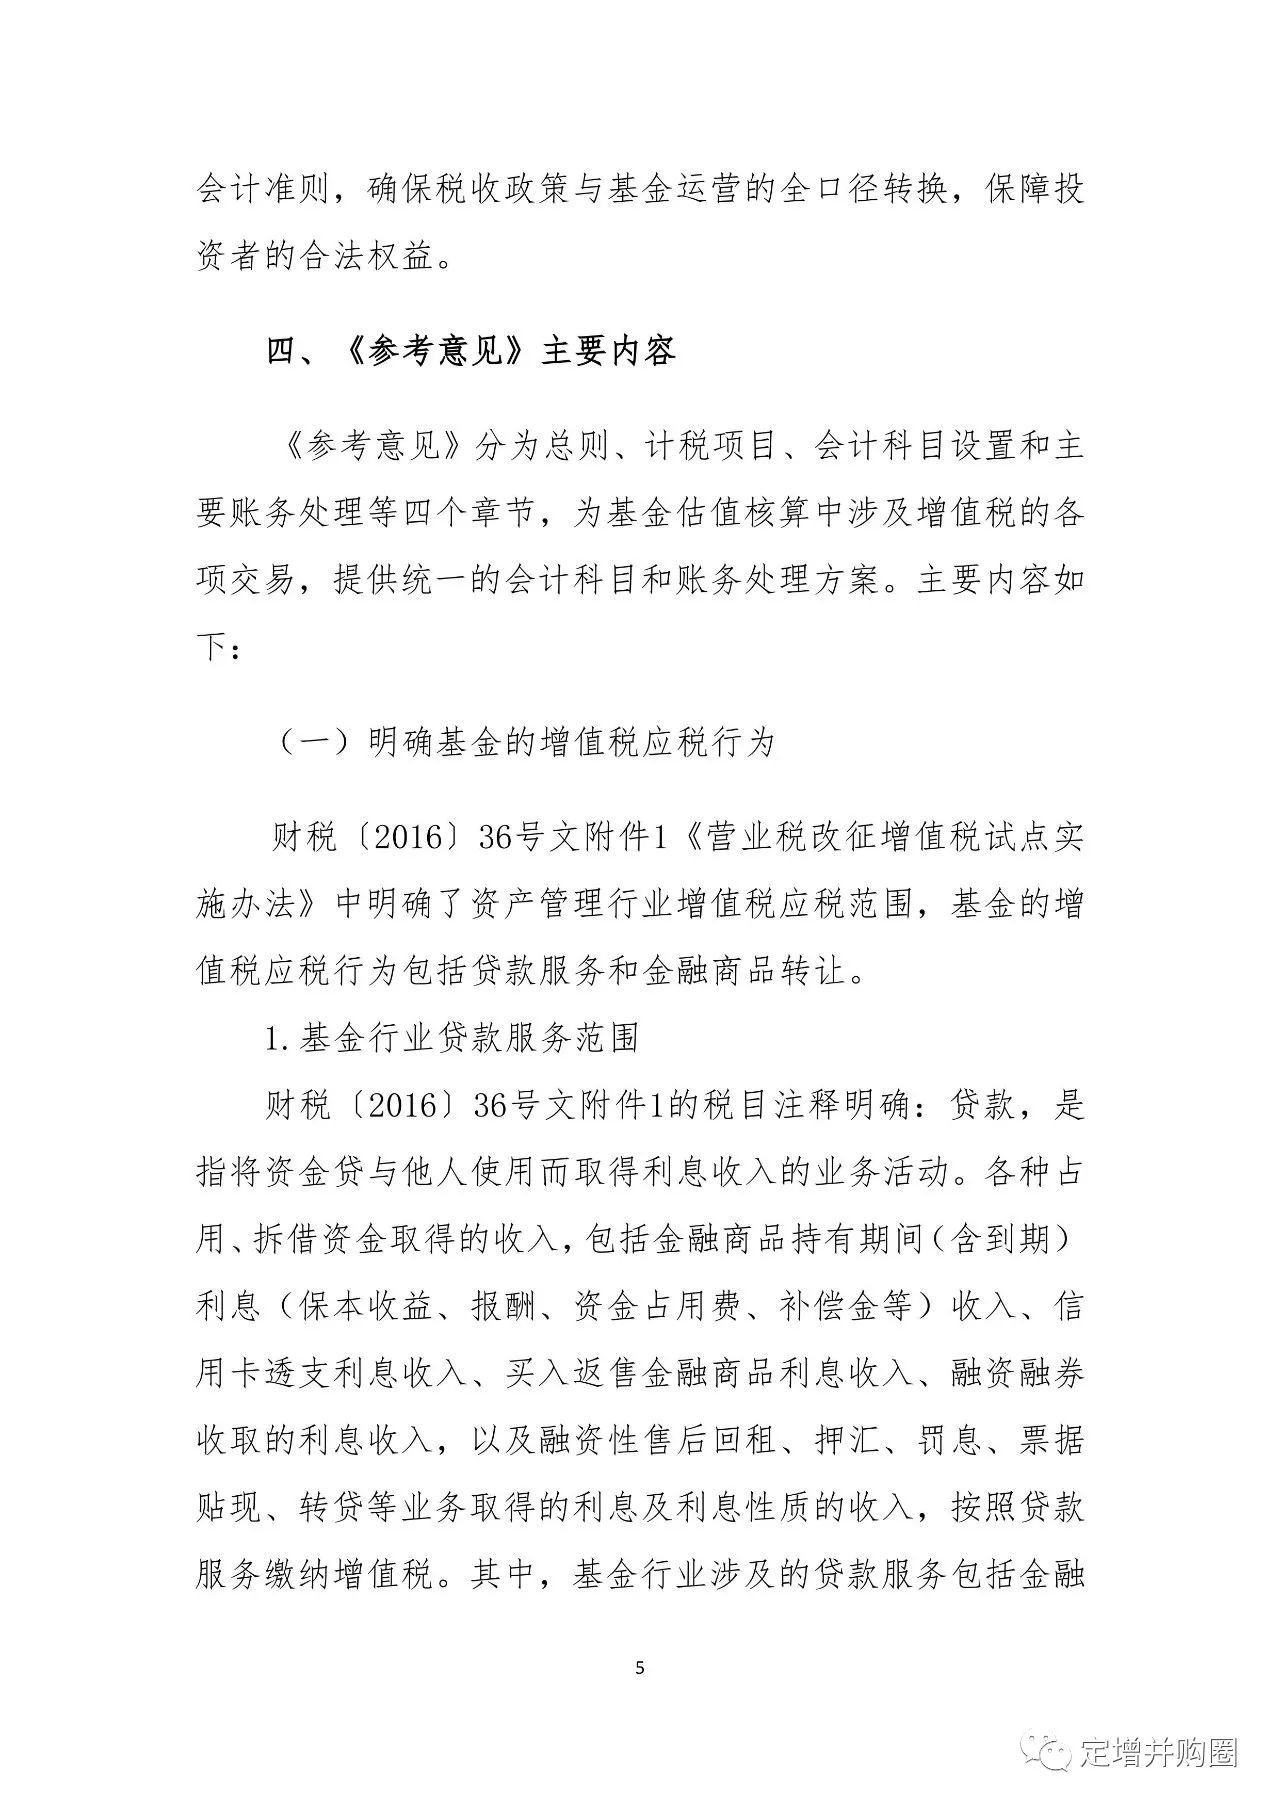 会计准则，确保税收政策与基金运营的全口径转换，保障投
资者的合法权益。
四、《参考意见》主要内容
《参考意见》分为总则、计税项目、会计科目设置和主
要账务处理等四个章节，为基金估值核算中涉及增值税的各
项交易，提供统一的会计科目和账务处理方案。主要内容如
下：
（一）明确基金的增值税应税行为
财税〔2016〕36号文附件1《营业税改征增值税试点实
施办法》中明确了资产管理行业增值税应税范围，基金的增
值税应税行为包括贷款服务和金融商品转让。
1.基金行业贷款服务范围
财税〔2016〕36号文附件1的税目注释明确：贷款，是
指将资金贷与他人使用而取得利息收入的业务活动。各种占
用、拆借资金取得的收入，包括金融商品持有期间（含到期）
利息（保本收益、报酬、资金占用费、补偿金等）收入、信
用卡透支利息收入、买入返售金融商品利息收入、融资融券
收取的利息收入，以及融资性售后回租、押汇、罚息、票据
贴现、转贷等业务取得的利息及利息性质的收入，按照贷款
服务缴纳增值税。其中，基金行业涉及的贷款服务包括金融
5
定增并购圈